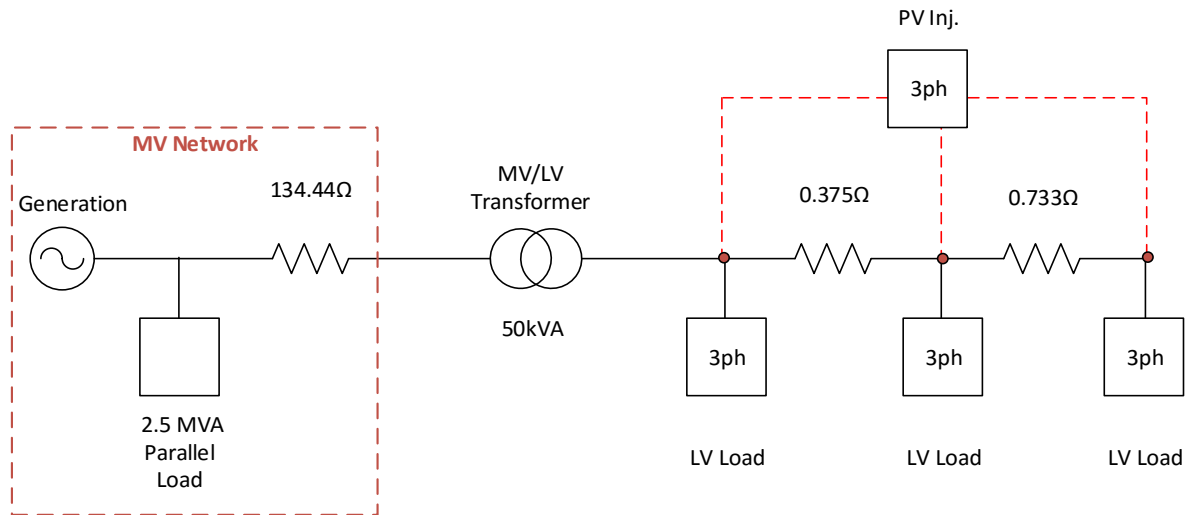 PV Inj.
3ph
MV Network
134.44Ω
MV/LV
Transformer
0.375Ω
0.733Ω
Generation
50kVA
3ph
3ph
3ph
2.5 MVA
Parallel
Load
LV Load
LV Load
LV Load